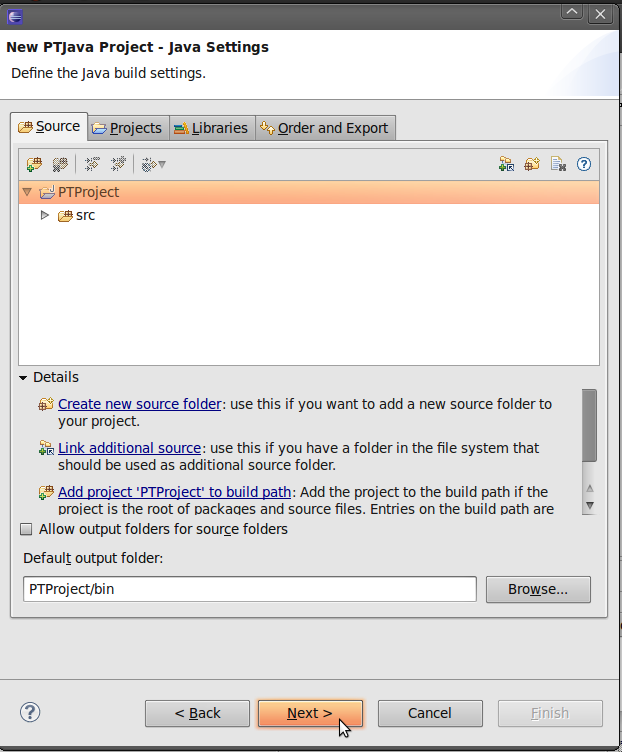 New PTJava Project - Java Settings
Define the Java build settings.
Source Projects Libraries Order and Export
PTProject
src
Details
Create new source folder: use this if you want to add a new source folder to
your project.
Link additional source: use this if you have a folder in the file system that
should be used as additional source folder.
Add project 'PTProject' to build path: Add the project to the build path if the
project is the root of packages and source files. Entries on the build path are
Allow output folders for source folders
Default output folder:
PTProject/bin Browse...
< Back Next > Cancel Finish